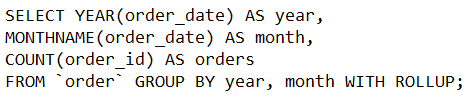 SELECT YEAR(order_date) AS year,
MONTHNAME(order_date) AS month,
COUNT(order_id) AS orders
FROM `order` GROUP BY year, month WITH ROLLUP;